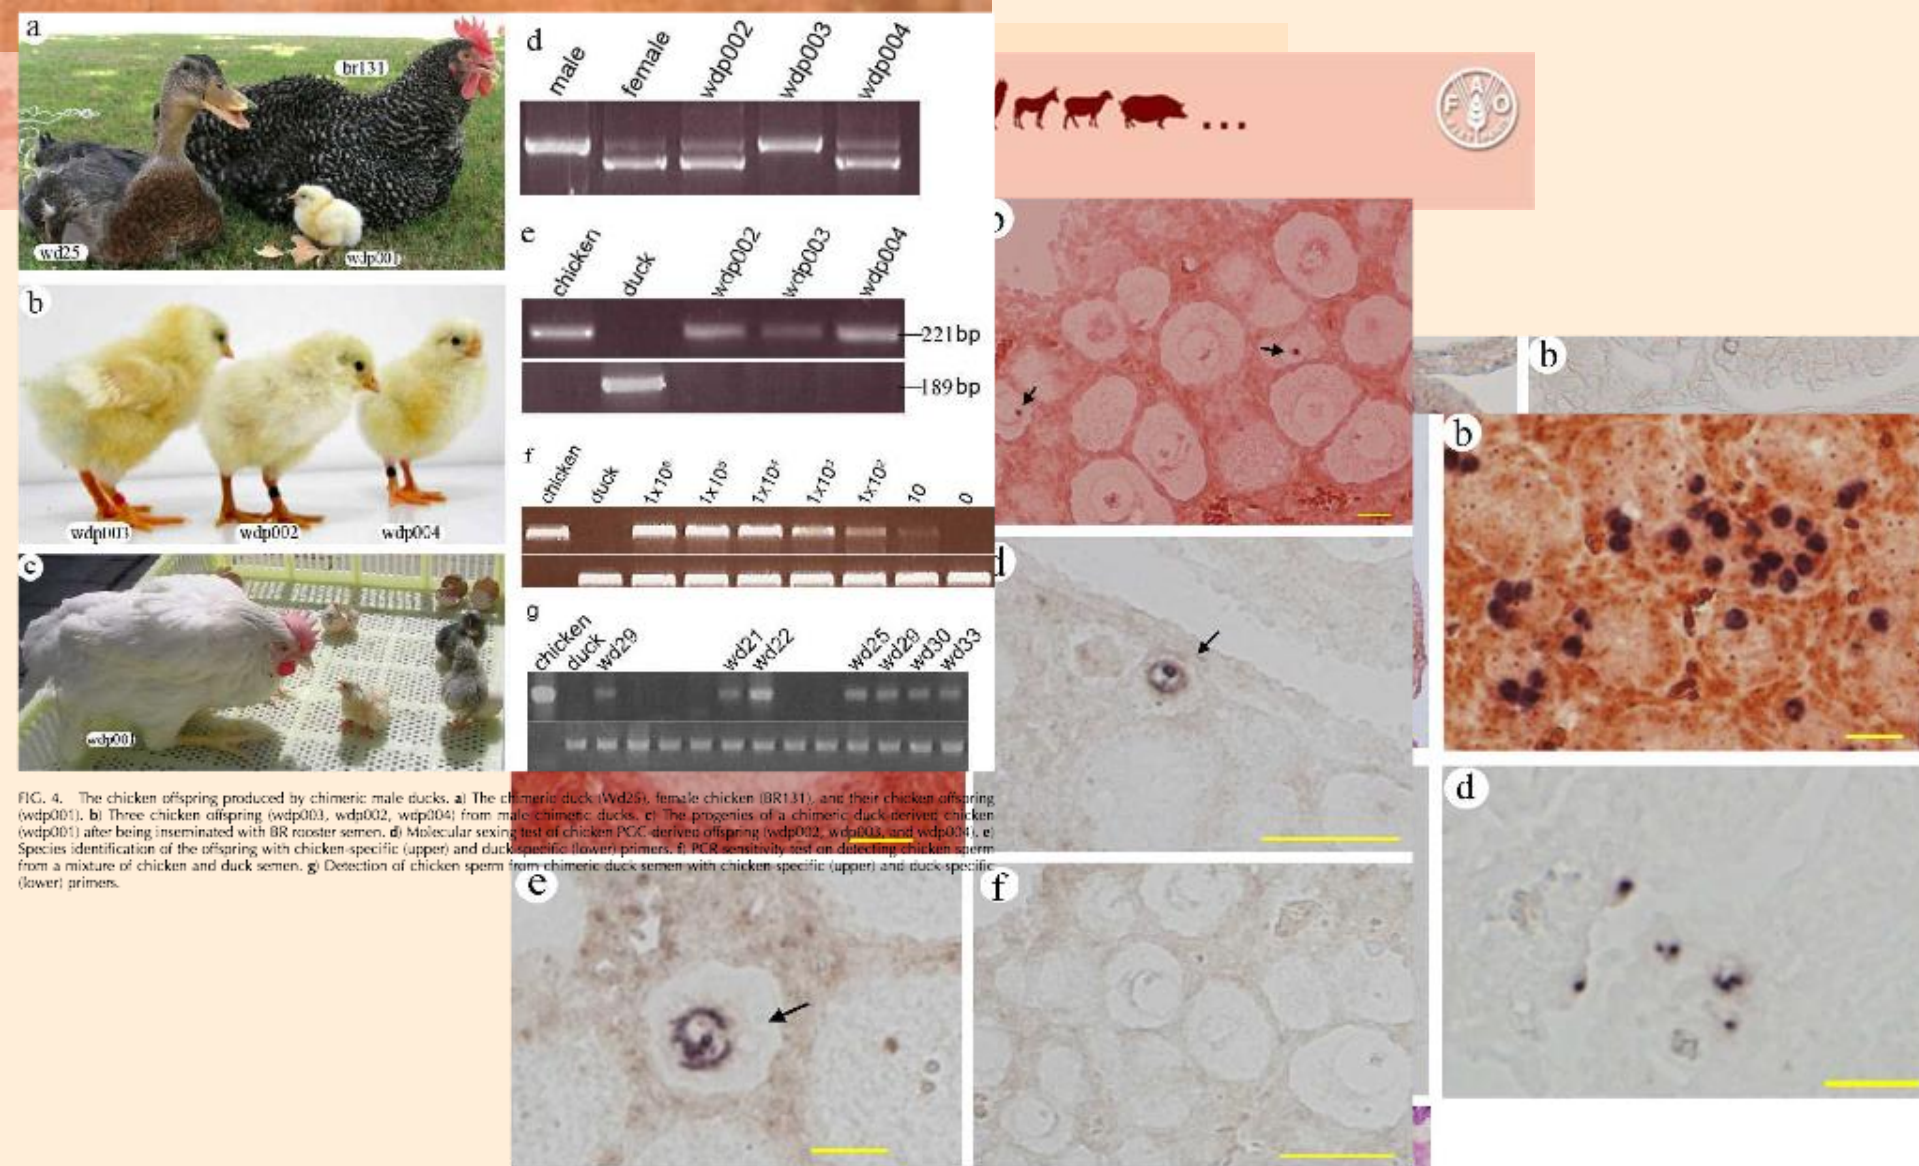 a
br131
wd25
wdp001
b
wdp003
wdp002
wdp004
c
wdp001
d
male
female
wdp002
wdp003
wdp004
e
chicken
duck
wdp002
wdp003
wdp004
221bp
189bp
f
chicken
duck
1x10⁵
1x10²
10
0
g
chicken
duck
wd29
wd21
wd22
wd25
wd29
wd30
wd33
FIG. 4. The chicken offspring produced by chimeric male ducks. a) The chimeric duck (Wd25), female chicken (BR131), and their chicken offspring
(wdp001). b) Three chicken offspring (wdp003, wdp002, wdp004) from male chimeric ducks. c) The progenies of a chimeric duck-derived chicken
(wdp001) after being inseminated with BR rooster semen. d) Molecular sexing test of chicken PGC-derived offspring (wdp002, wdp003, and wdp004). e)
Species identification of the offspring with chicken-specific (upper) and duck-specific (lower) primers. f) PCR sensitivity test on detecting chicken sperm
from a mixture of chicken and duck semen. g) Detection of chicken sperm from chimeric duck semen with chicken-specific (upper) and duck-specific
(lower) primers.
...
F A O
b
b
d
d
e
f